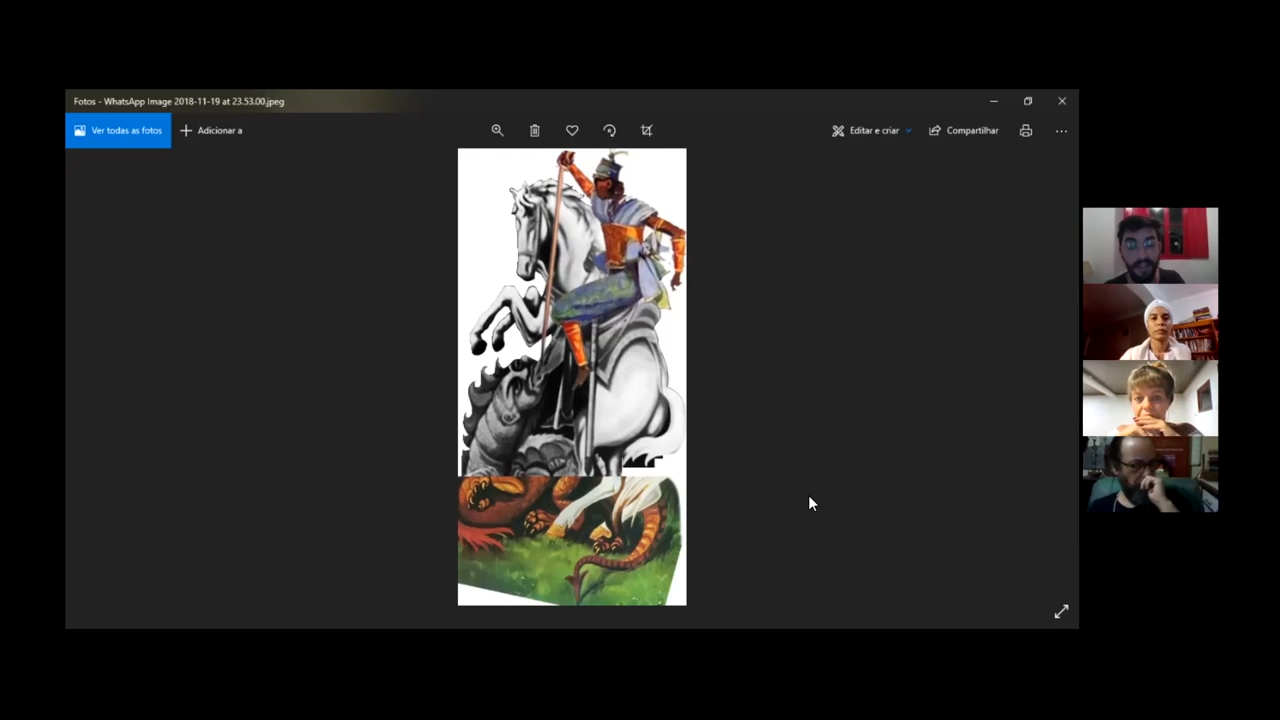 Fotos - WhatsApp Image 2018-11-19 at 23.53.00.jpeg
Ver todas as fotos
Adicionar a
Editar e criar
Compartilhar